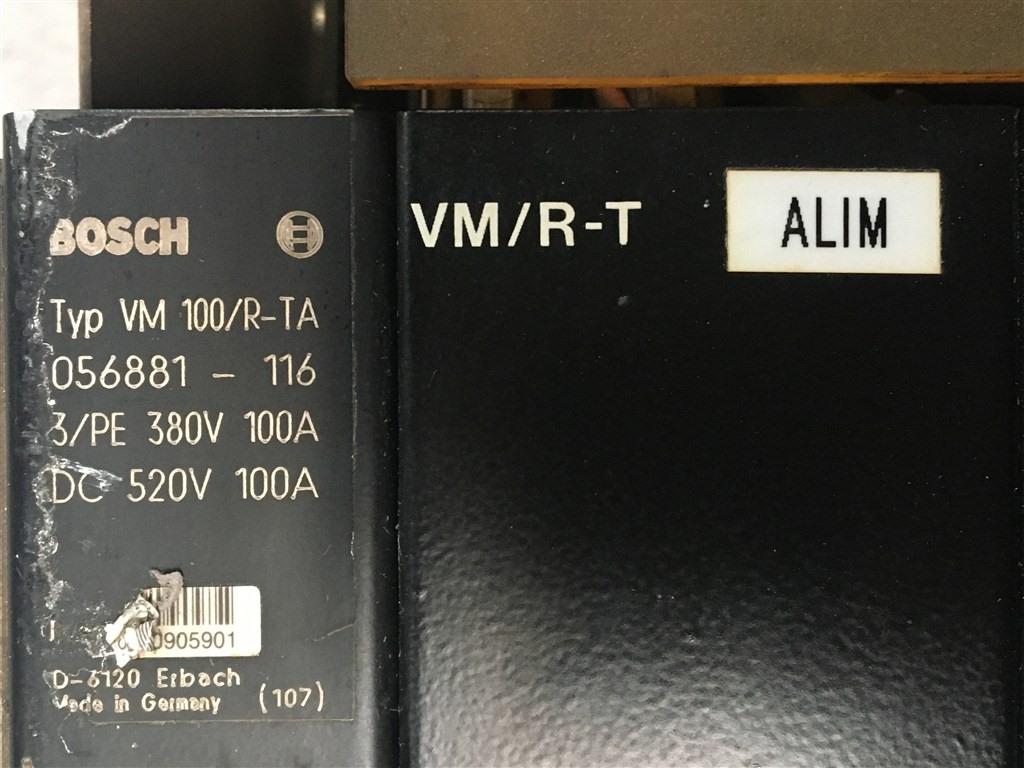 BOSCH
Typ VM 100/R-TA
056881 - 116
3/PE 380V 100A
DC 520V 100A
0905901
D-6120 Erbach
Made in Germany (107)
VM/R-T
ALIM